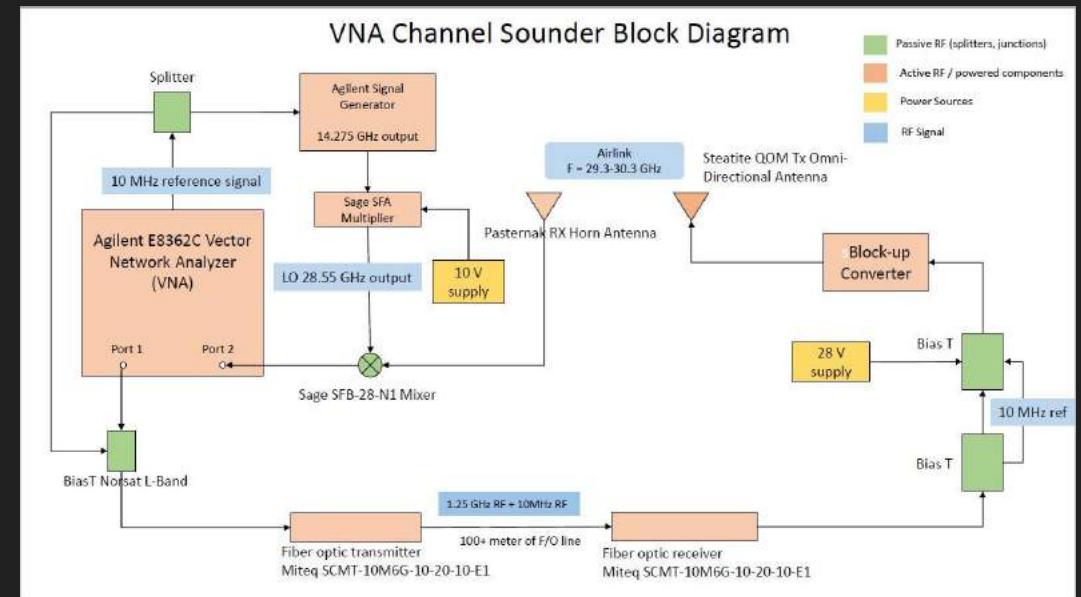 VNA Channel Sounder Block Diagram
Passive RF (splitters, junctions)
Active RF / powered components
Power Sources
RF Signal
Splitter
Agilent Signal
Generator
14.275 GHz output
10 MHz reference signal
Sage SFA
Multiplier
Airlink
F = 29.3-30.3 GHz
Steatite QOM Tx Omni-
Directional Antenna
Pasternak RX Horn Antenna
Agilent E8362C Vector
Network Analyzer
(VNA)
LO 28.55 GHz output
10 V
supply
Block-up
Converter
Port 1
Port 2
Sage SFB-28-N1 Mixer
28 V
supply
Bias T
10 MHz ref
Bias T
BiasT Norsat L-Band
1.25 GHz RF + 10MHz RF
100+ meter of F/O line
Fiber optic transmitter
Miteq SCMT-10M6G-10-20-10-E1
Fiber optic receiver
Miteq SCMT-10M6G-10-20-10-E1